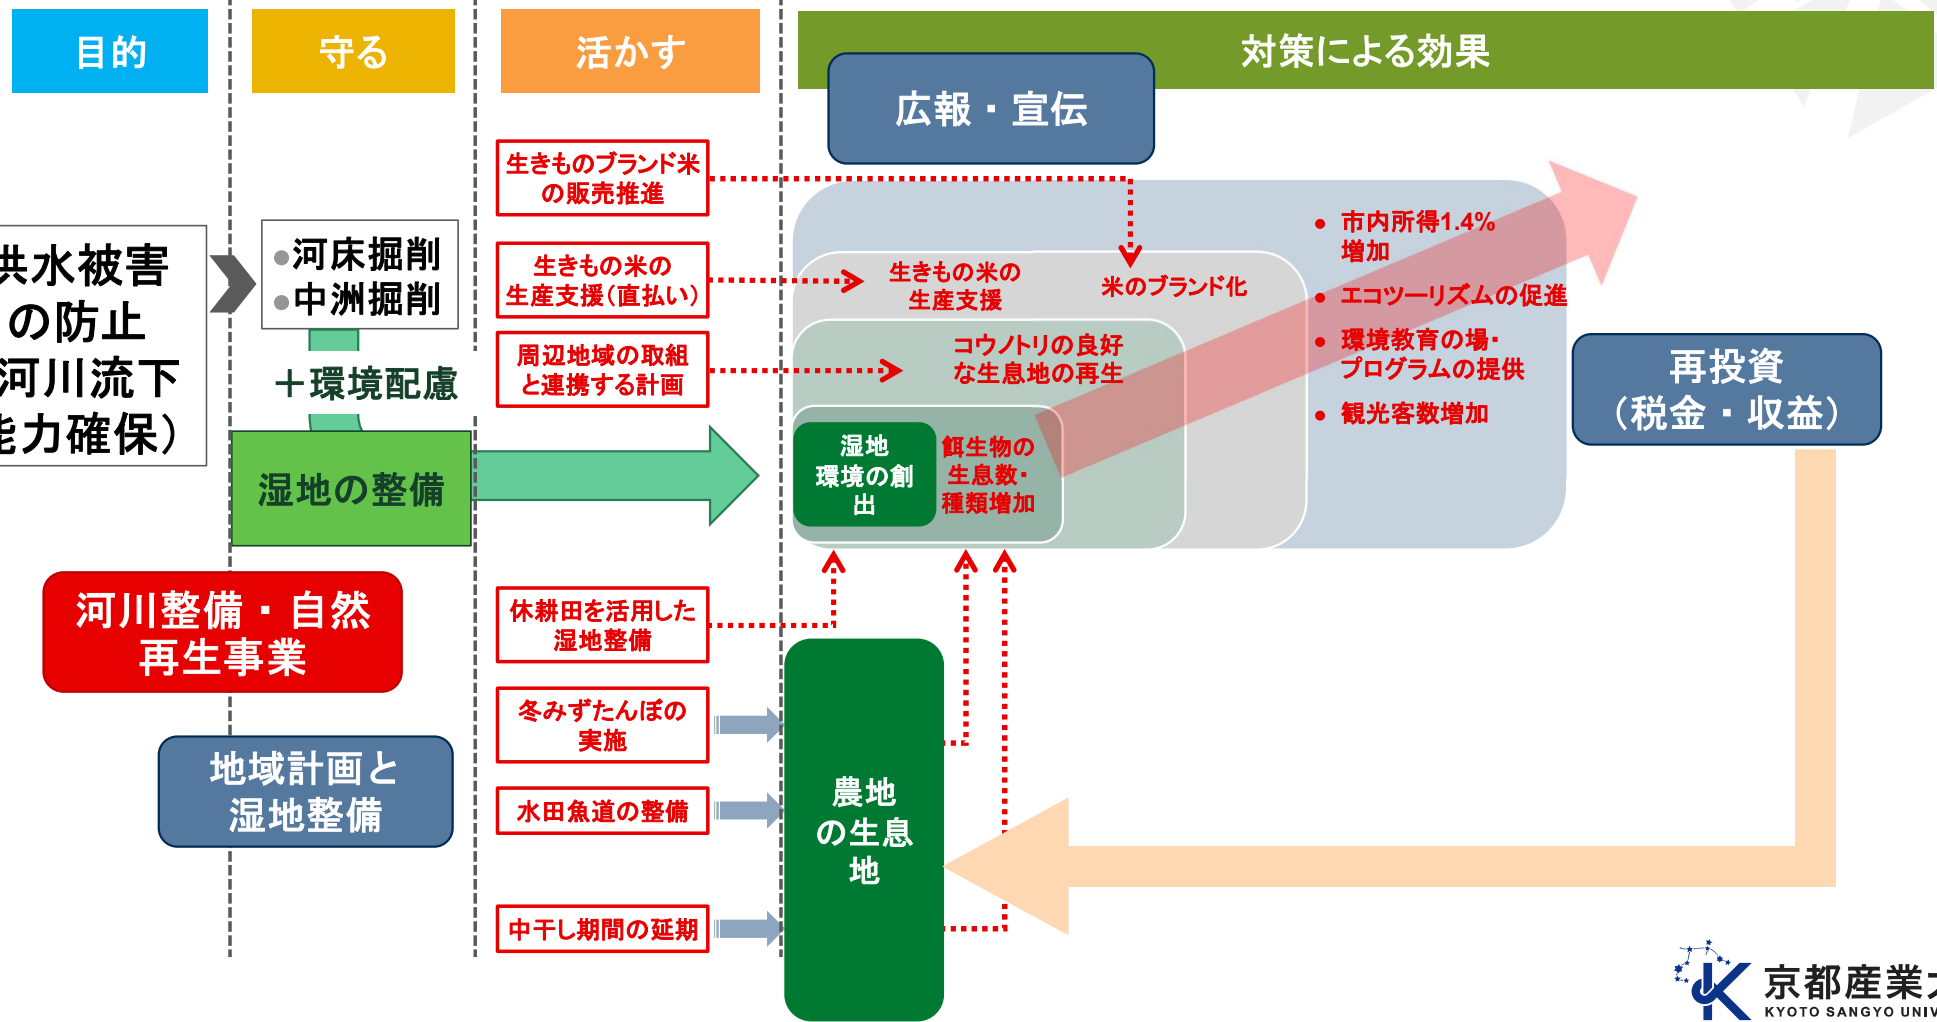 目的
守る
活かす
対策による効果
広報・宣伝
生きものブランド米
の販売推進
洪水被害
の防止
河川流下
能力確保）
●河床掘削
●中洲掘削
生きもの米の
生産支援（直払い）
生きもの米の
生産支援
米のブランド化
● 市内所得1.4%
増加
● エコツーリズムの促進
● 環境教育の場・
プログラムの提供
● 観光客数増加
周辺地域の取組
と連携する計画
コウノトリの良好
な生息地の再生
＋環境配慮
再投資
（税金・収益）
湿地の整備
湿地
環境の創
出
餌生物の
生息数・
種類増加
河川整備・自然
再生事業
休耕田を活用した
湿地整備
地域計画と
湿地整備
冬みずたんぼの
実施
水田魚道の整備
中干し期間の延期
農地
の生息
地
京都産業大
KYOTO SANGYO UNIV